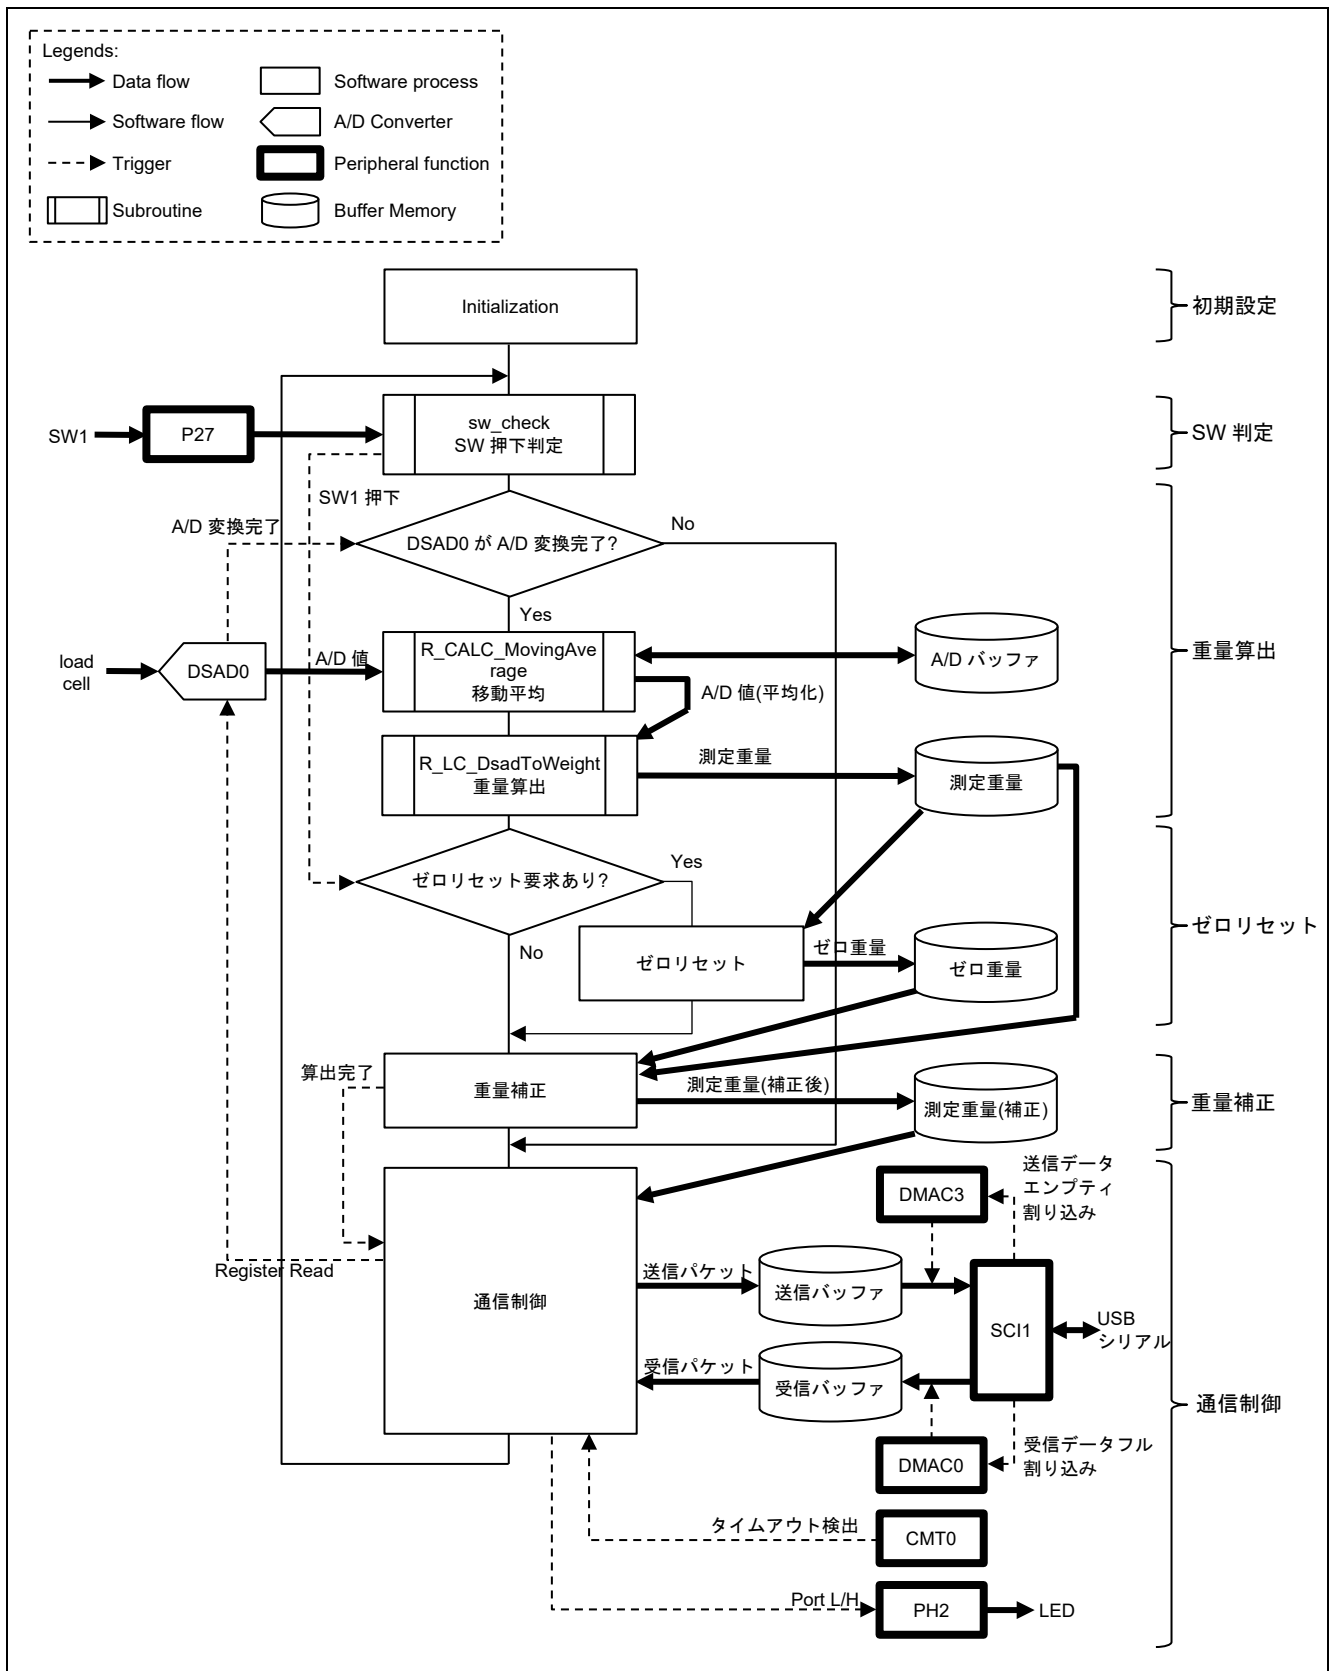 Legends:
Data flow
Software process
Software flow
A/D Converter
Trigger
Peripheral function
Subroutine
Buffer Memory
Initialization
初期設定
SW1
P27
sw_check
SW 押下判定
SW 判定
SW1 押下
A/D 変換完了
DSAD0 が A/D 変換完了?
No
Yes
load
cell
DSAD0
A/D 値
R_CALC_MovingAve
rage
移動平均
A/D バッファ
重量算出
A/D 値(平均化)
R_LC_DsadToWeight
重量算出
測定重量
測定重量
ゼロリセット要求あり?
Yes
No
ゼロリセット
ゼロ重量
ゼロ重量
ゼロリセット
算出完了
重量補正
測定重量(補正後)
測定重量(補正)
重量補正
Register Read
通信制御
送信パケット
送信バッファ
DMAC3
送信データ
エンプティ
割り込み
SCI1
USB
シリアル
受信パケット
受信バッファ
DMAC0
受信データフル
割り込み
通信制御
タイムアウト検出
CMT0
Port L/H
PH2
LED